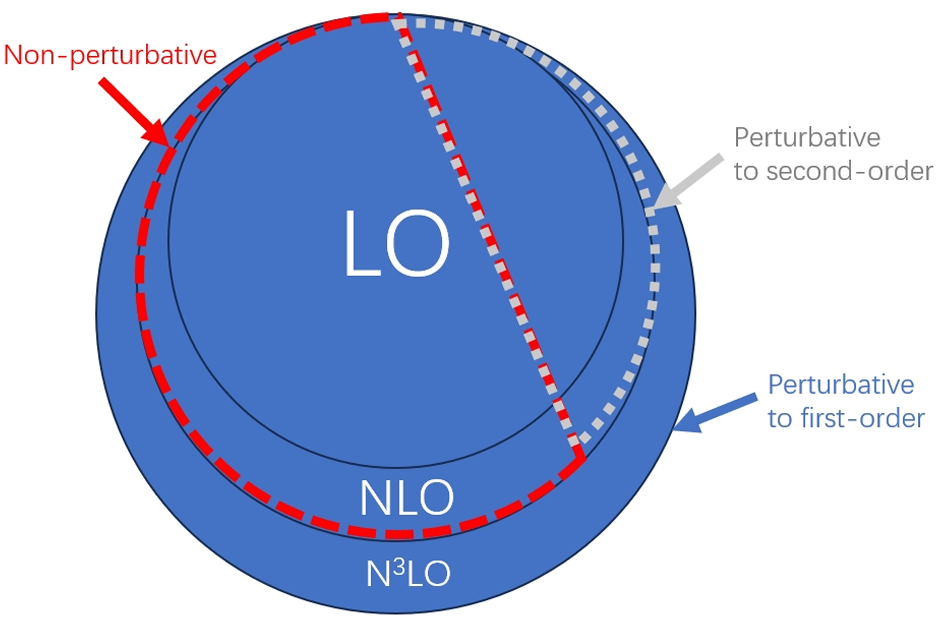 Non-perturbative
Perturbative
to second-order
LO
Perturbative
to first-order
NLO
N³LO